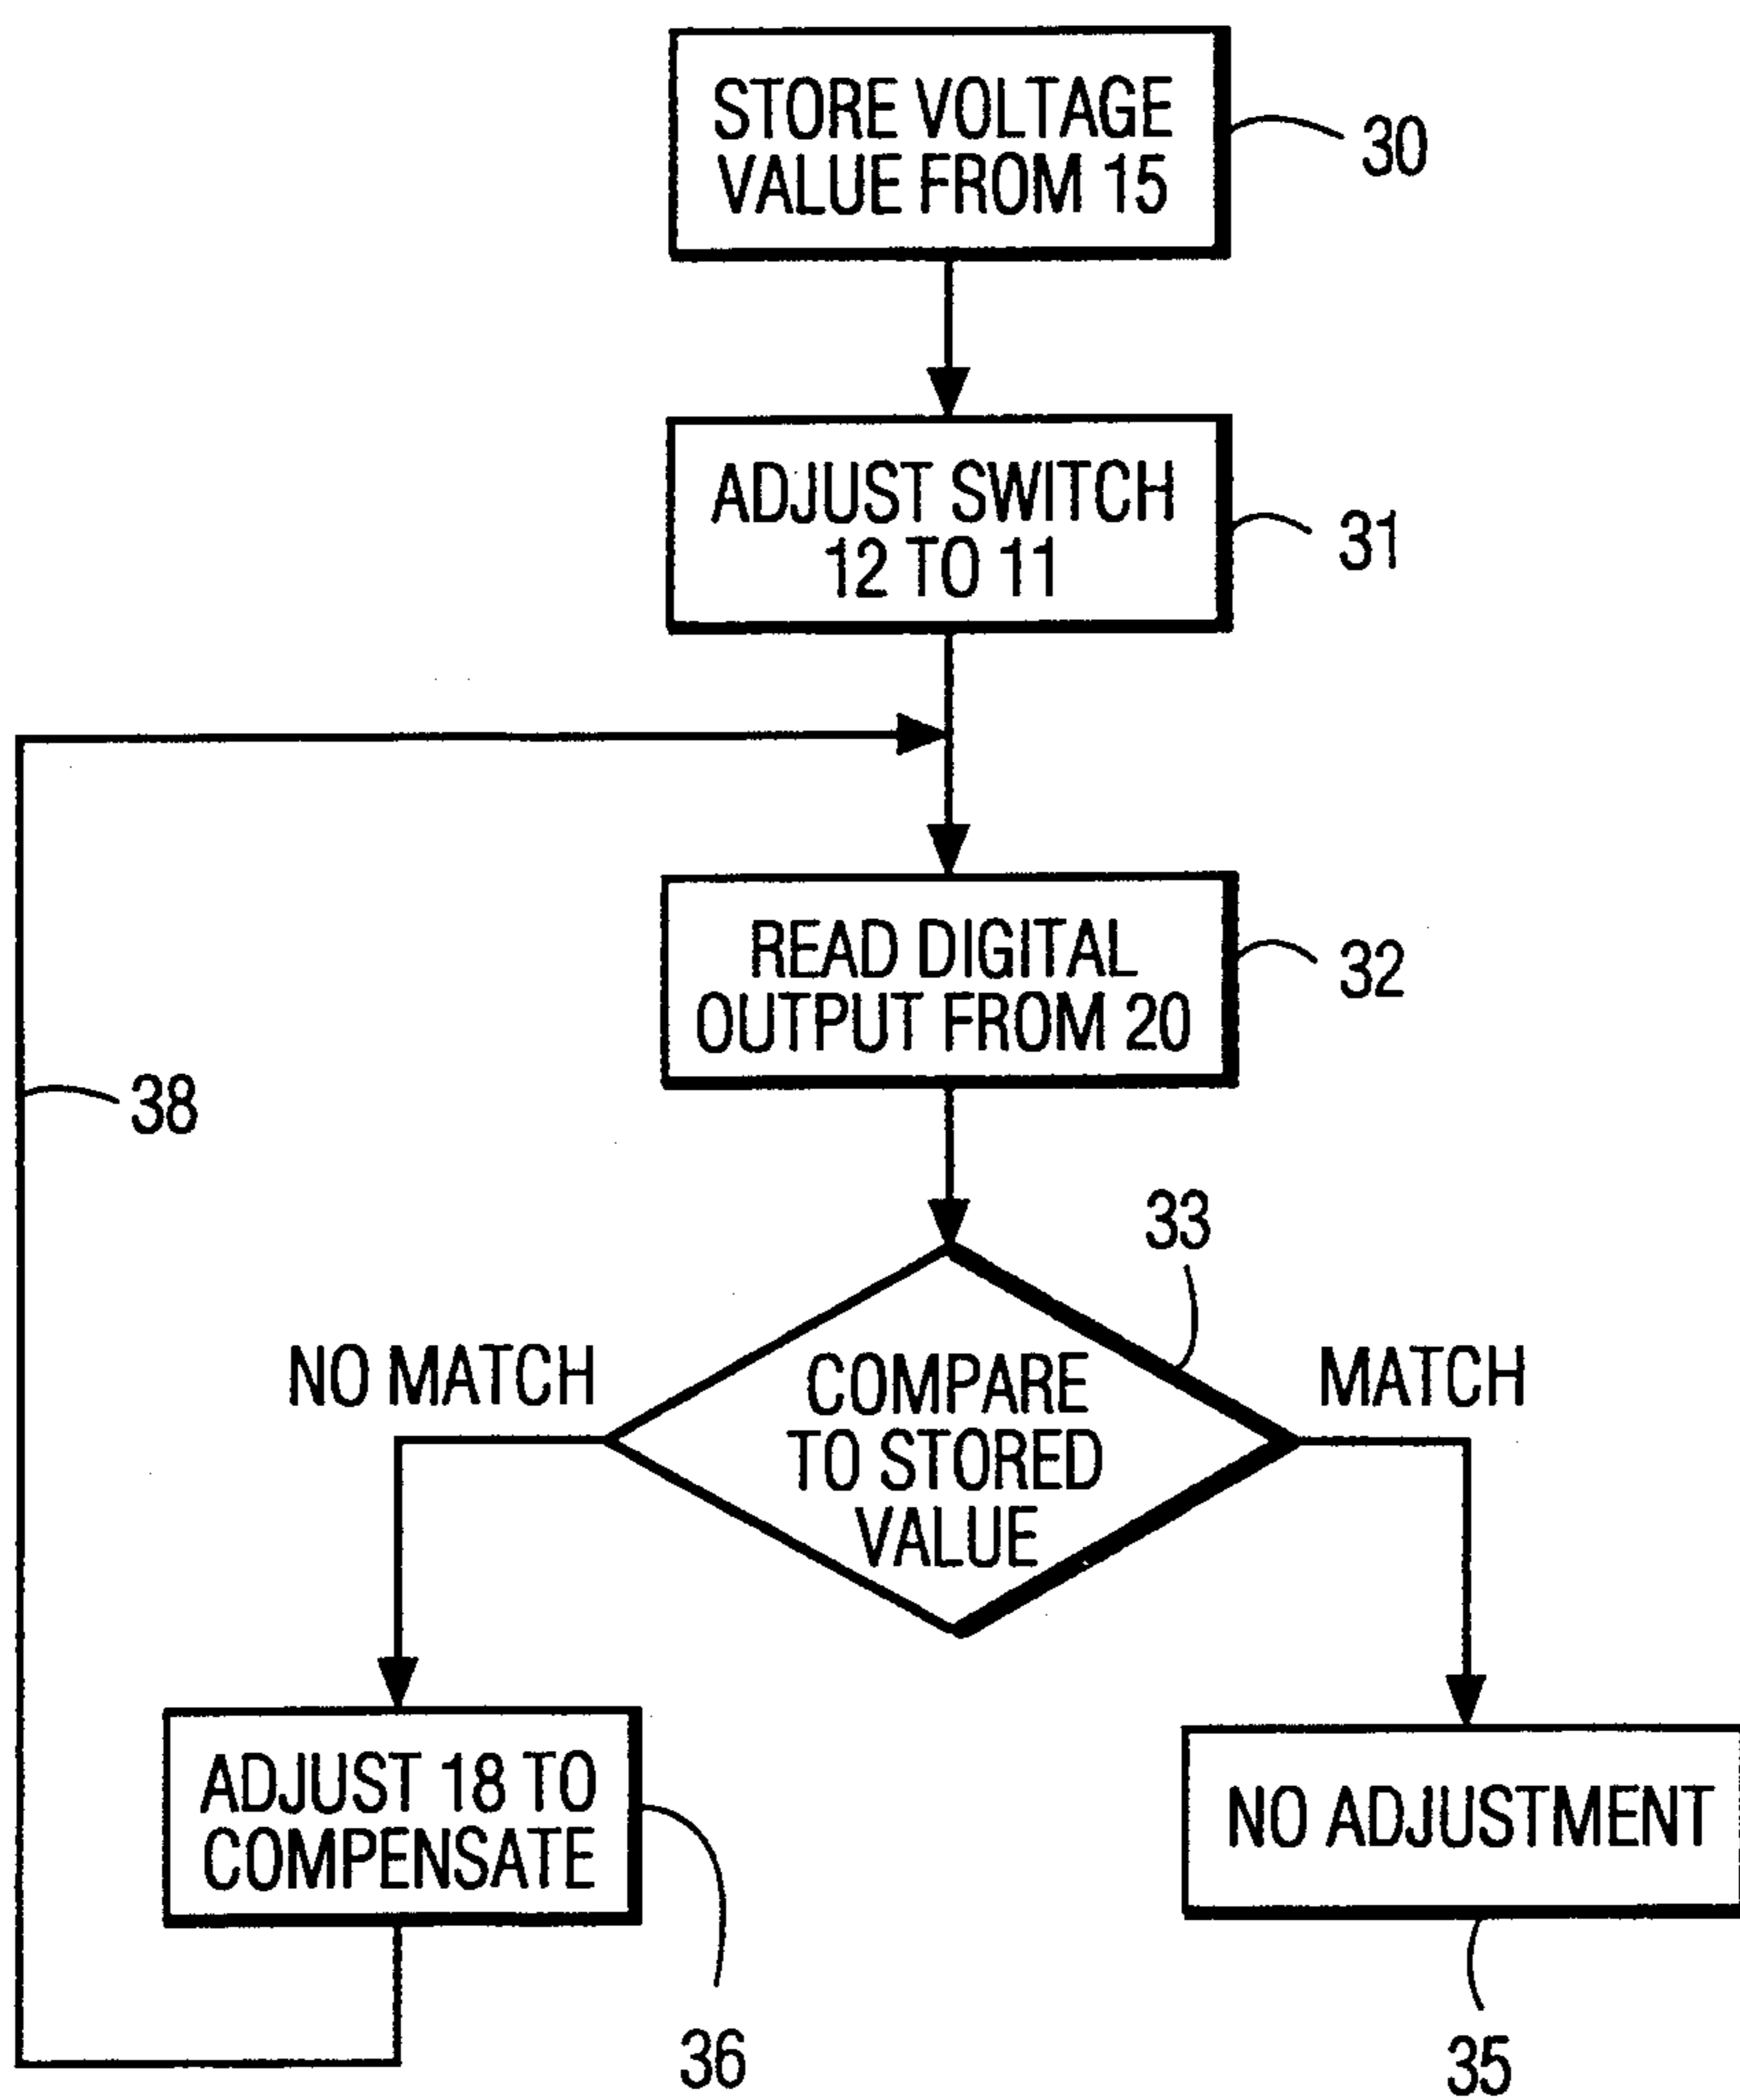 STORE VOLTAGE
VALUE FROM 15
30
ADJUST SWITCH
12 TO 11
31
READ DIGITAL
OUTPUT FROM 20
32
38
33
NO MATCH
COMPARE
TO STORED
VALUE
MATCH
ADJUST 18 TO
COMPENSATE
NO ADJUSTMENT
36
35